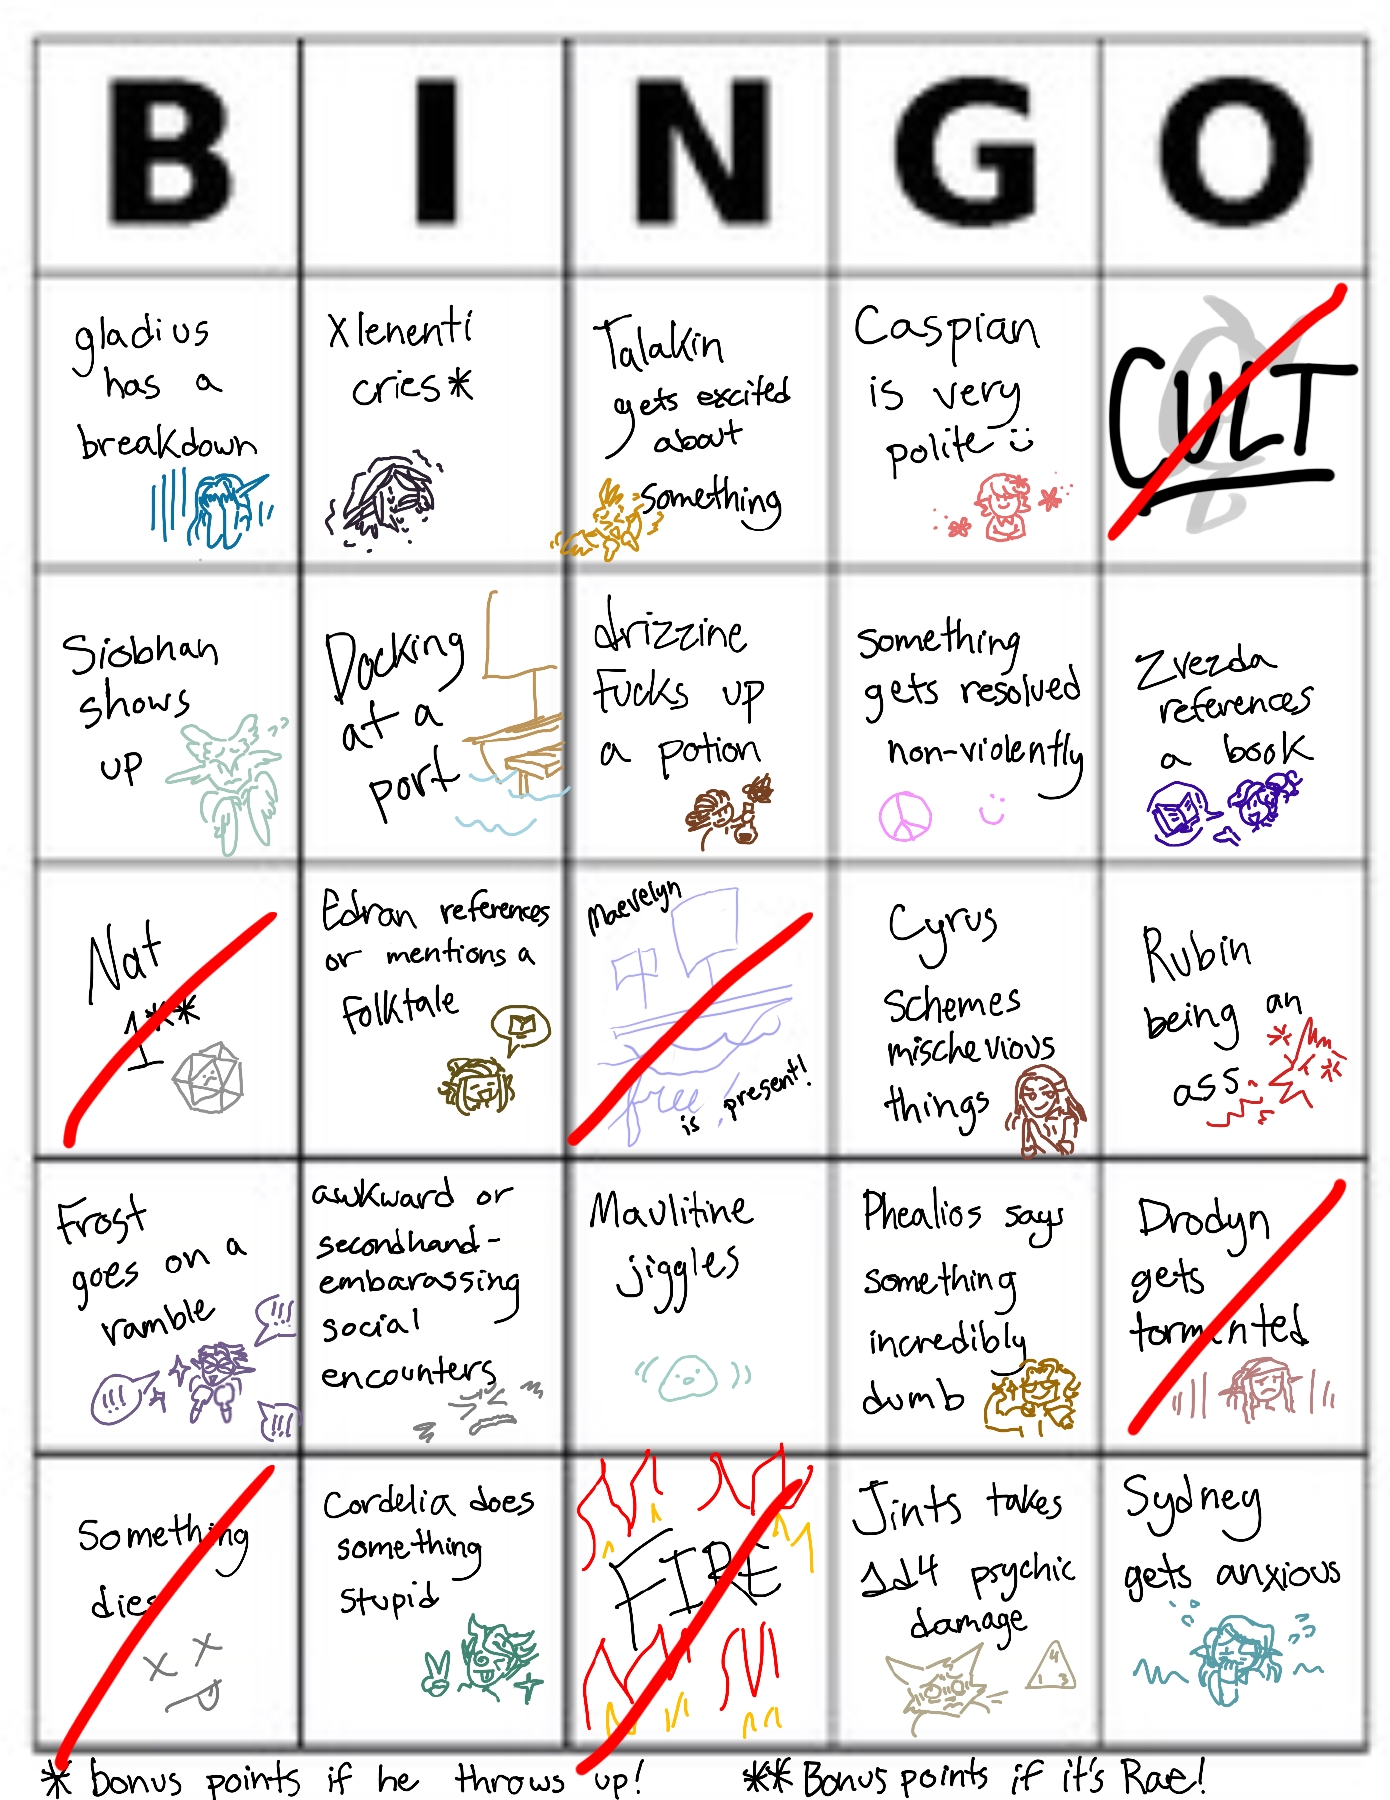 B I N G O
gladius
has a
breakdown
Xlenenti
cries*
Talakin
gets excited
about
something
Caspian
is very
polite :)
CULT
Siobhan
shows
up
Docking
at a
port
drizzine
Fucks up
a potion
something
gets resolved
non-violently
Zvezda
references
a book
Nat
1**
Edran references
or mentions a
folktale
Maevelyn
free!
is present!
Cyrus
schemes
mischevious
things
Rubin
being an
ass
Frost
goes on a
ramble
!!!
!!!
!!!
awkward or
secondhand-
embarassing
social
encounters
Maulitine
jiggles
Phealios says
something
incredibly
dumb
Drodyn
gets
tormented
Something
dies
Cordelia does
something
stupid
FIRE
Jints takes
1d4 psychic
damage
4
1 3
Sydney
gets anxious
* bonus points if he throws up!
** Bonus points if it's Rae!